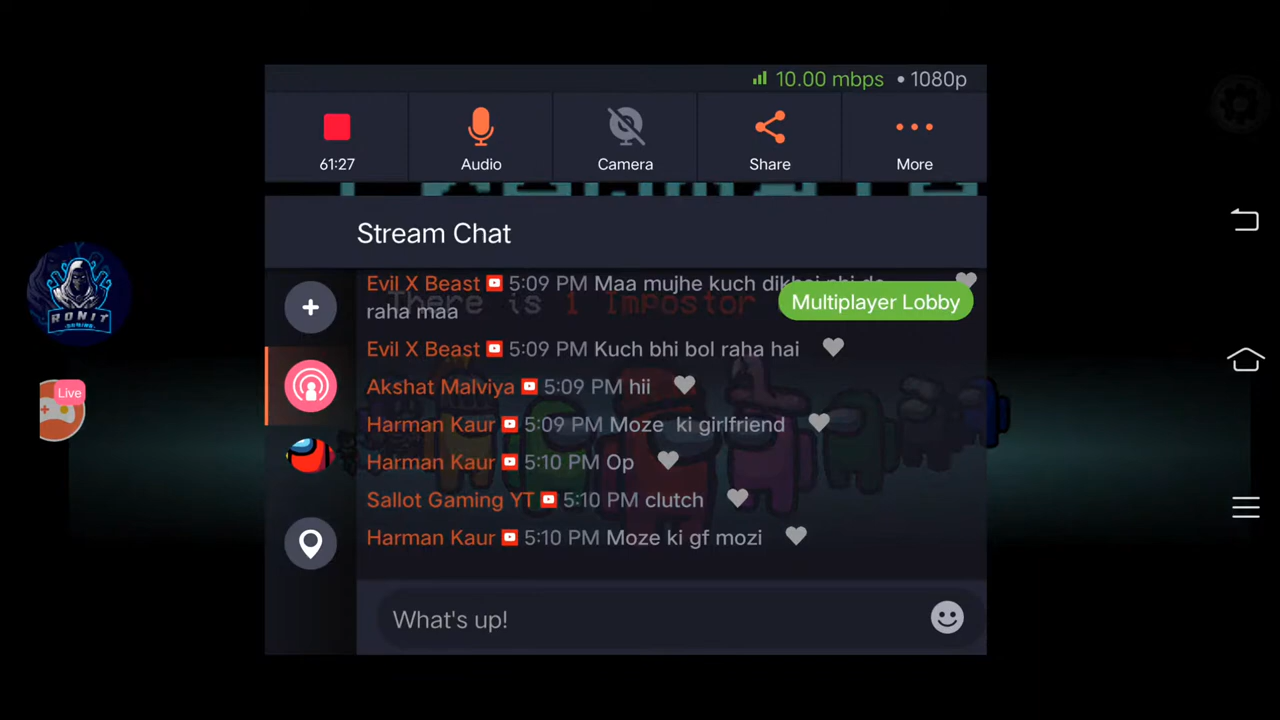 10.00 mbps • 1080p
61:27
Audio
Camera
Share
More
Stream Chat
Evil X Beast 5:09 PM Maa mujhe kuch dikhai nhi de
raha maa
There is 1 Impostor
Multiplayer Lobby
Evil X Beast 5:09 PM Kuch bhi bol raha hai
Akshat Malviya 5:09 PM hii
Harman Kaur 5:09 PM Moze ki girlfriend
Harman Kaur 5:10 PM Op
Sallot Gaming YT 5:10 PM clutch
Harman Kaur 5:10 PM Moze ki gf mozi
What's up!
RONIT
GAMING
Live